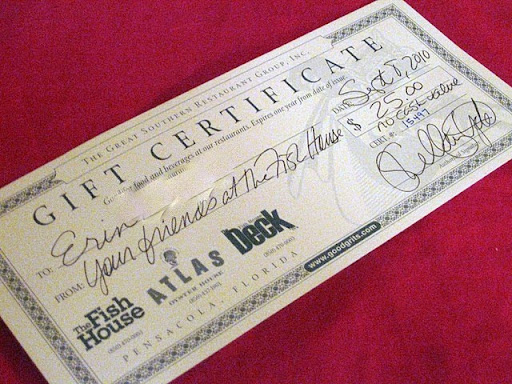 THE GREAT SOUTHERN RESTAURANT GROUP, INC.
GIFT CERTIFICATE
Good for food and beverages at our restaurants. Expires one year from date of issue.
DATE Sept 8, 2010
$ 25.00
no cash value
CERT. # 15497
TO: Erin
FROM: Your friends at The Fish House
The Fish House
ATLAS
OYSTER HOUSE
Deck
PENSACOLA, FLORIDA
www.goodgrits.com